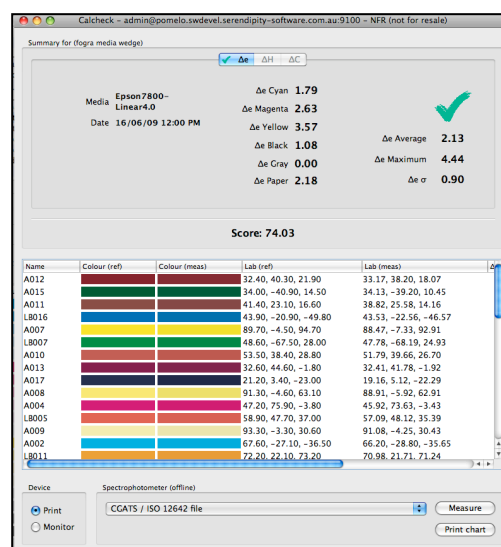 Calcheck – admin@pomelo.swdevel.serendipity-software.com.au:9100 – NFR (not for resale)
Summary for (fogra media wedge)
Δe ΔH ΔC
Media Epson7800-Linear4.0
Date 16/06/09 12:00 PM
Δe Cyan 1.79
Δe Magenta 2.63
Δe Yellow 3.57
Δe Black 1.08
Δe Gray 0.00
Δe Paper 2.18
Δe Average 2.13
Δe Maximum 4.44
Δe σ 0.90
Score: 74.03
Name Colour (ref) Colour (meas) Lab (ref) Lab (meas)
A012 32.40, 40.30, 21.90 33.17, 38.20, 18.07
A015 34.00, -40.90, 14.50 34.13, -39.20, 10.45
A011 41.40, 23.10, 16.60 38.82, 25.58, 14.16
LB016 43.90, -20.90, -49.80 43.53, -22.56, -46.57
A007 89.70, -4.50, 94.70 88.47, -7.33, 92.91
LB007 48.60, -67.50, 28.00 47.78, -68.19, 24.93
A010 53.50, 38.40, 28.80 51.79, 39.66, 26.70
A013 32.60, 44.60, -1.80 32.41, 41.78, -1.92
A017 21.20, 3.40, -23.00 19.16, 5.12, -22.29
A008 91.30, -4.60, 63.10 88.91, -5.92, 62.91
A004 47.20, 75.90, -3.80 45.92, 73.63, -3.43
LB005 58.90, 47.70, 37.00 57.09, 48.12, 35.39
A009 93.30, -3.30, 30.60 91.08, -4.25, 30.43
A002 67.60, -27.10, -36.50 66.20, -28.80, -35.65
LB011 72.20, 22.10, 73.20 70.98, 21.71, 71.24
Device
Print
Monitor
Spectrophotometer (offline)
CGATS / ISO 12642 file
Measure
Print chart